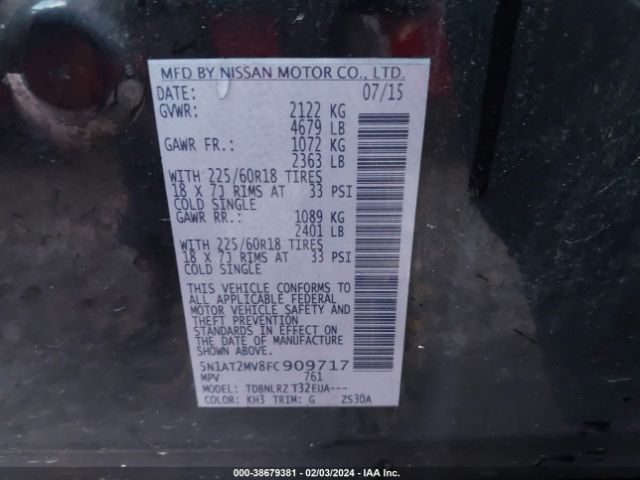 MFD BY NISSAN MOTOR CO., LTD.
DATE: 07/15
GVWR: 2122 KG
4679 LB
GAWR FR.: 1072 KG
2363 LB
WITH 225/60R18 TIRES
18 X 7J RIMS AT 33 PSI
COLD SINGLE
GAWR RR.: 1089 KG
2401 LB
WITH 225/60R18 TIRES
18 X 7J RIMS AT 33 PSI
COLD SINGLE
THIS VEHICLE CONFORMS TO
ALL APPLICABLE FEDERAL
MOTOR VEHICLE SAFETY AND
THEFT PREVENTION
STANDARDS IN EFFECT ON
THE DATE OF MANUFACTURE
SHOWN ABOVE.
5N1AT2MV8FC909717
MPV 761
MODEL: TDBNLRZ T32EUA---
COLOR: KH3 TRIM: G ZS30A
000-38679381 - 02/03/2024 - IAA Inc.